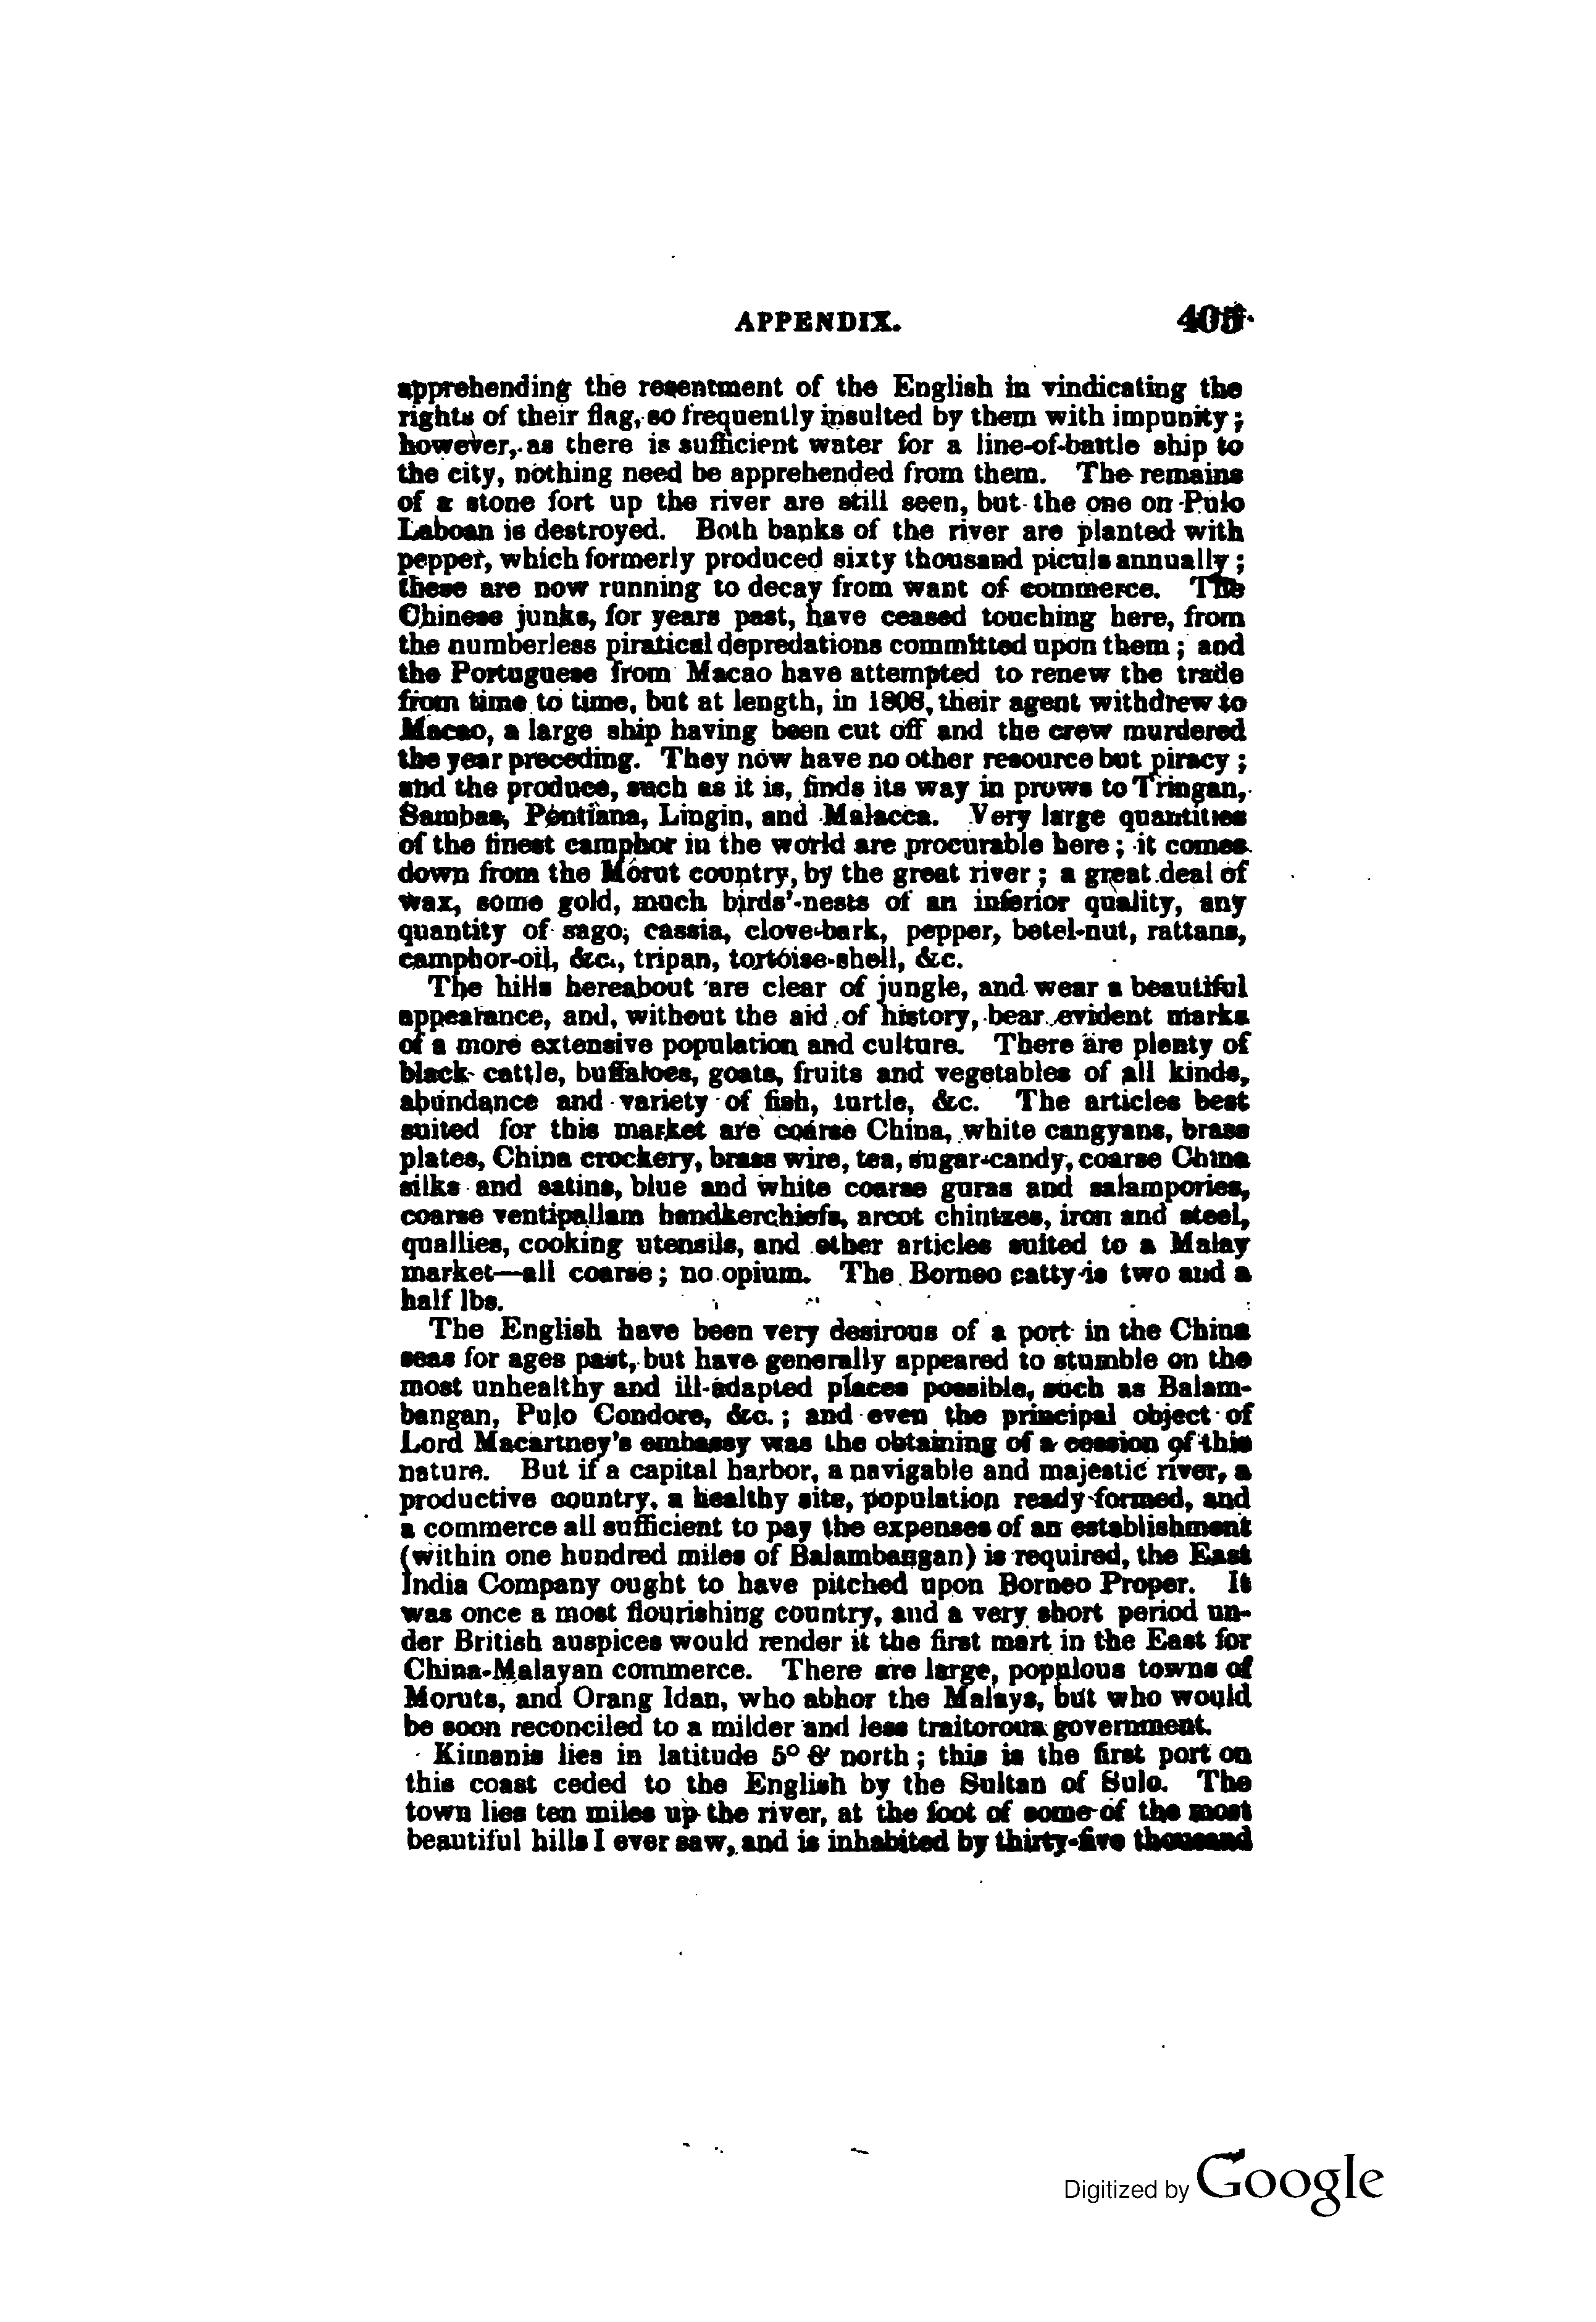 APPENDIX. 405
apprehending the resentment of the English in vindicating the
rights of their flag, so frequently insulted by them with impunity;
however, as there is sufficient water for a line-of-battle ship to
the city, nothing need be apprehended from them. The remains
of a stone fort up the river are still seen, but the one on Pulo
Laboan is destroyed. Both banks of the river are planted with
pepper, which formerly produced sixty thousand piculs annually;
these are now running to decay from want of commerce. The
Chinese junks, for years past, have ceased touching here, from
the numberless piratical depredations committed upon them; and
the Portuguese from Macao have attempted to renew the trade
from time to time, but at length, in 1808, their agent withdrew to
Macao, a large ship having been cut off and the crew murdered
the year preceding. They now have no other resource but piracy;
and the produce, such as it is, finds its way in prows to Tringan,
Sambas, Pontiana, Lingin, and Malacca. Very large quantities
of the finest camphor in the world are procurable here; it comes
down from the Morut country, by the great river; a great deal of
wax, some gold, much birds'-nests of an inferior quality, any
quantity of sago, cassia, clove-bark, pepper, betel-nut, rattans,
camphor-oil, &c., tripan, tortoise-shell, &c.
The hills hereabout are clear of jungle, and wear a beautiful
appearance, and, without the aid of history, bear evident marks
of a more extensive population and culture. There are plenty of
black cattle, buffaloes, goats, fruits and vegetables of all kinds,
abundance and variety of fish, turtle, &c. The articles best
suited for this market are coarse China, white cangyans, brass
plates, China crockery, brass wire, tea, sugar-candy, coarse China
silks and satins, blue and white coarse guras and salampories,
coarse ventipallam handkerchiefs, arcot chintzes, iron and steel,
quallies, cooking utensils, and other articles suited to a Malay
market—all coarse; no opium. The Borneo catty is two and a
half lbs.
The English have been very desirous of a port in the China
seas for ages past, but have generally appeared to stumble on the
most unhealthy and ill-adapted places possible, such as Balam-
bangan, Pulo Condore, &c.; and even the principal object of
Lord Macartney's embassy was the obtaining of a cession of this
nature. But if a capital harbor, a navigable and majestic river, a
productive country, a healthy site, population ready formed, and
a commerce all sufficient to pay the expenses of an establishment
(within one hundred miles of Balambangan) is required, the East
India Company ought to have pitched upon Borneo Proper. It
was once a most flourishing country, and a very short period un-
der British auspices would render it the first mart in the East for
China-Malayan commerce. There are large, populous towns of
Moruts, and Orang Idan, who abhor the Malays, but who would
be soon reconciled to a milder and less traitorous government.
Kimanis lies in latitude 5° 8' north; this is the first port on
this coast ceded to the English by the Sultan of Sulo. The
town lies ten miles up the river, at the foot of some of the most
beautiful hills I ever saw, and is inhabited by thirty-five thousand
Digitized by Google